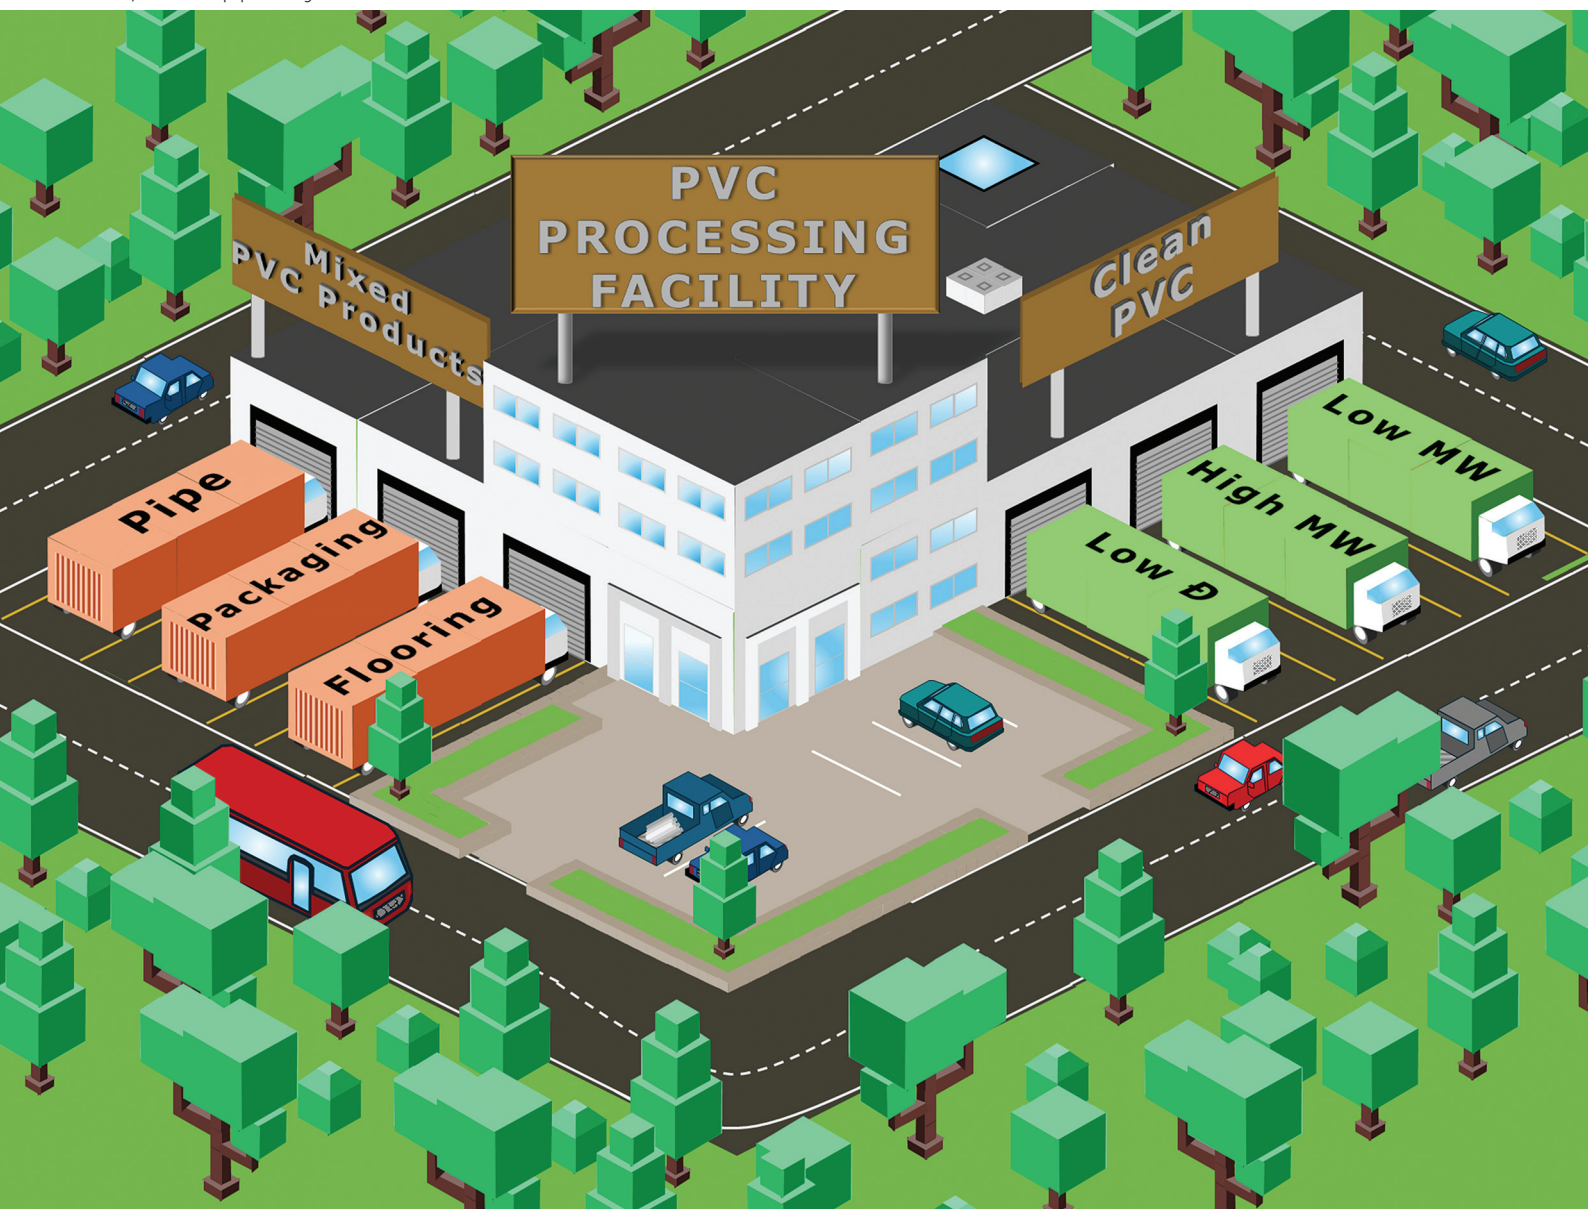 PVC
PROCESSING
FACILITY
Mixed
PVC Products
Clean
PVC
Pipe
Packaging
Flooring
Low MW
High MW
Low Đ